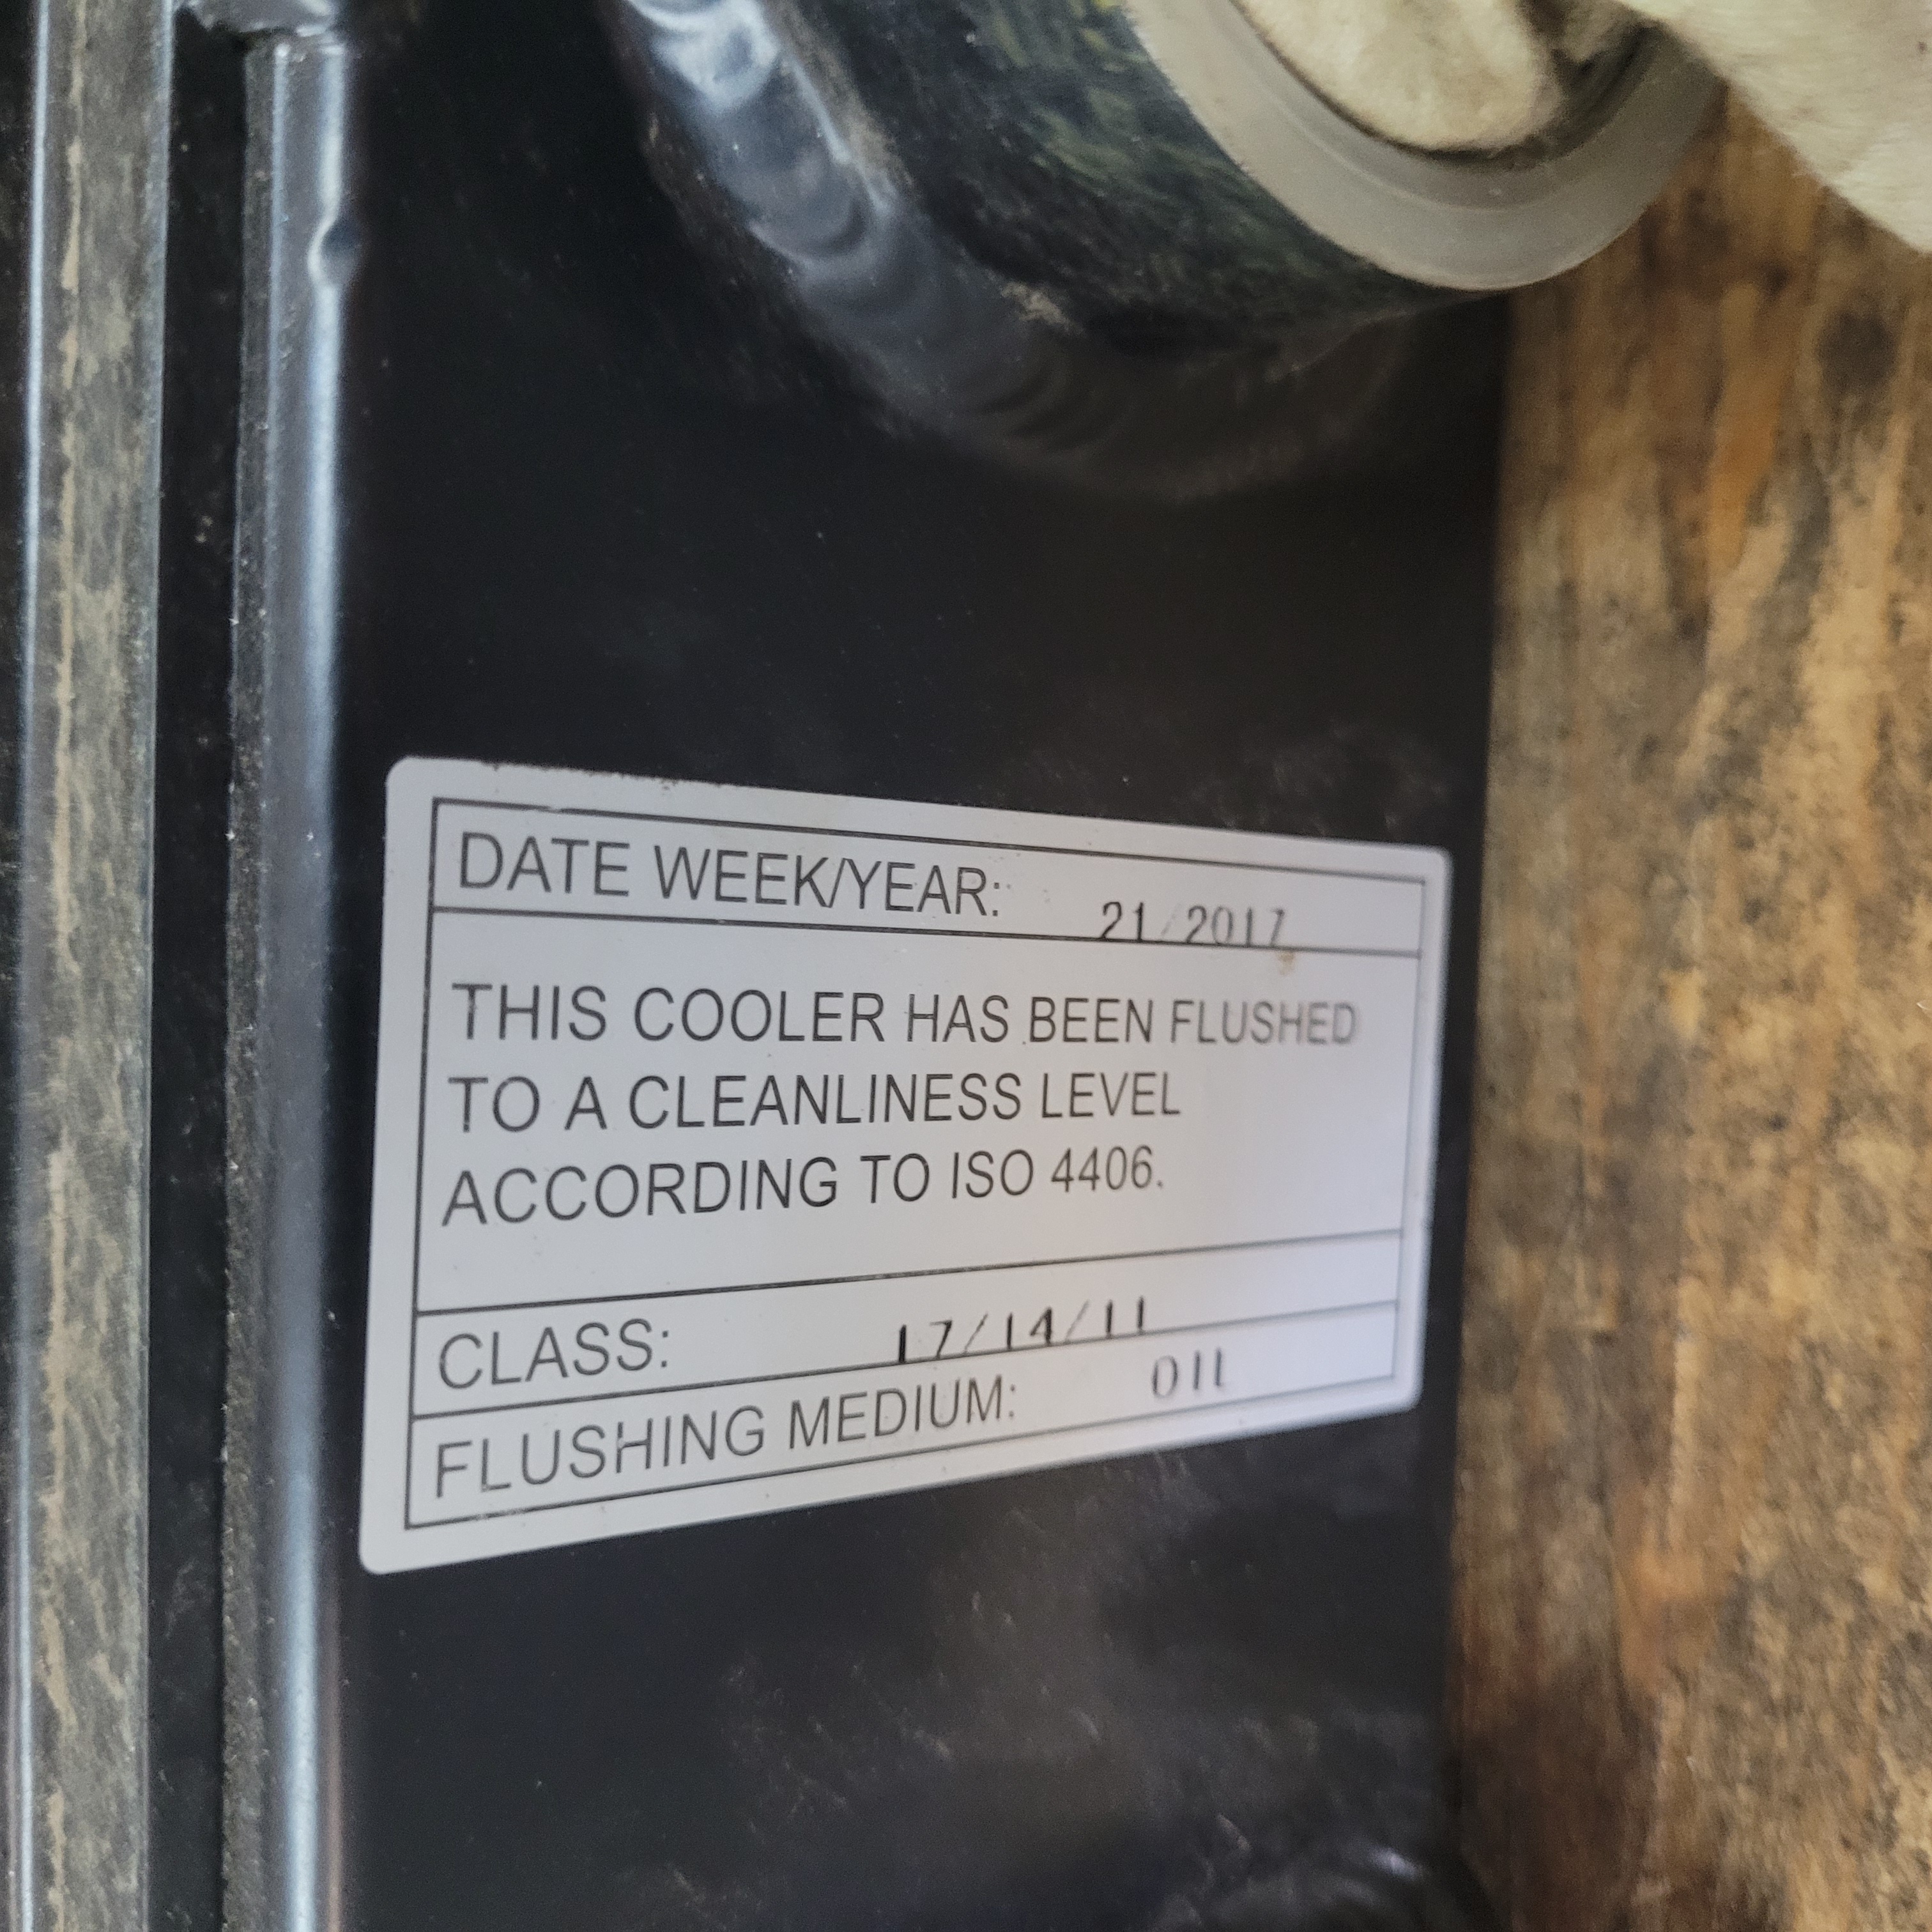 DATE WEEK/YEAR: 21/2017
THIS COOLER HAS BEEN FLUSHED
TO A CLEANLINESS LEVEL
ACCORDING TO ISO 4406.
CLASS: 17/14/11
FLUSHING MEDIUM: OIL